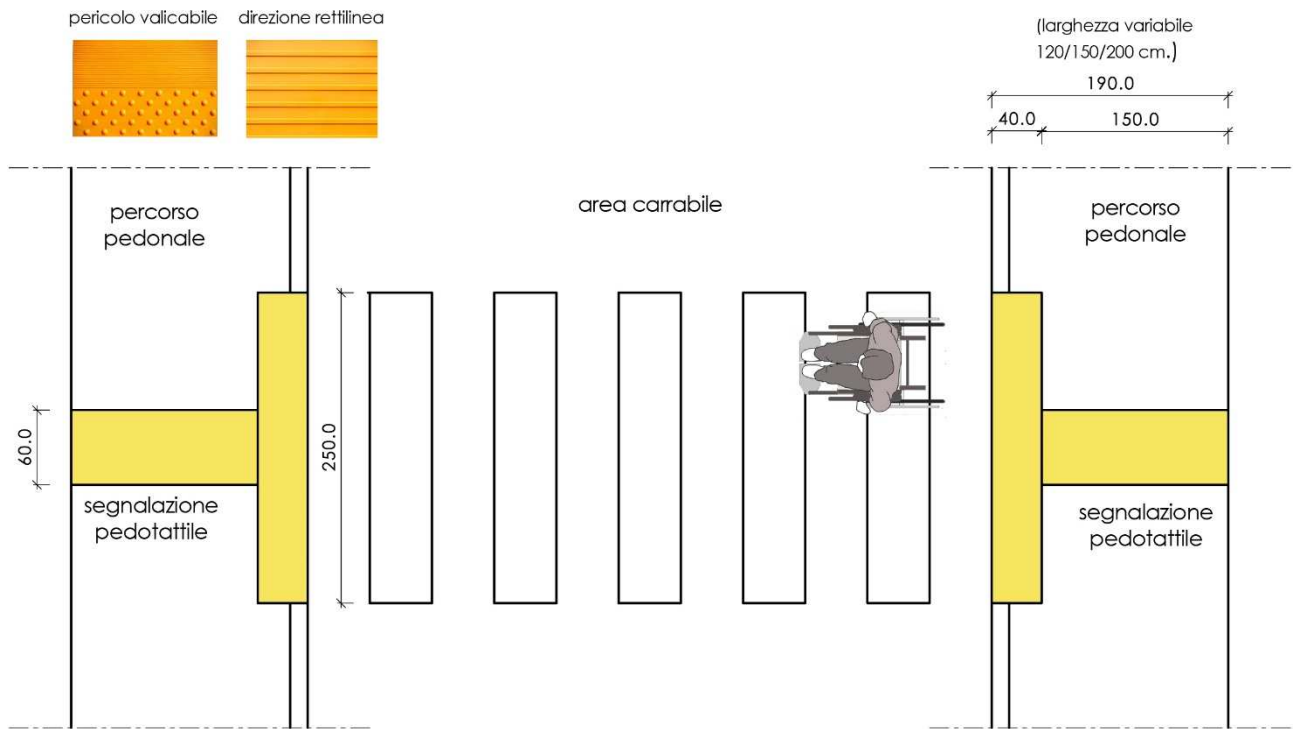 pericolo valicabile
direzione rettilinea
(larghezza variabile
120/150/200 cm.)
190.0
40.0
150.0
percorso
pedonale
area carrabile
percorso
pedonale
60.0
250.0
segnalazione
pedotattile
segnalazione
pedotattile